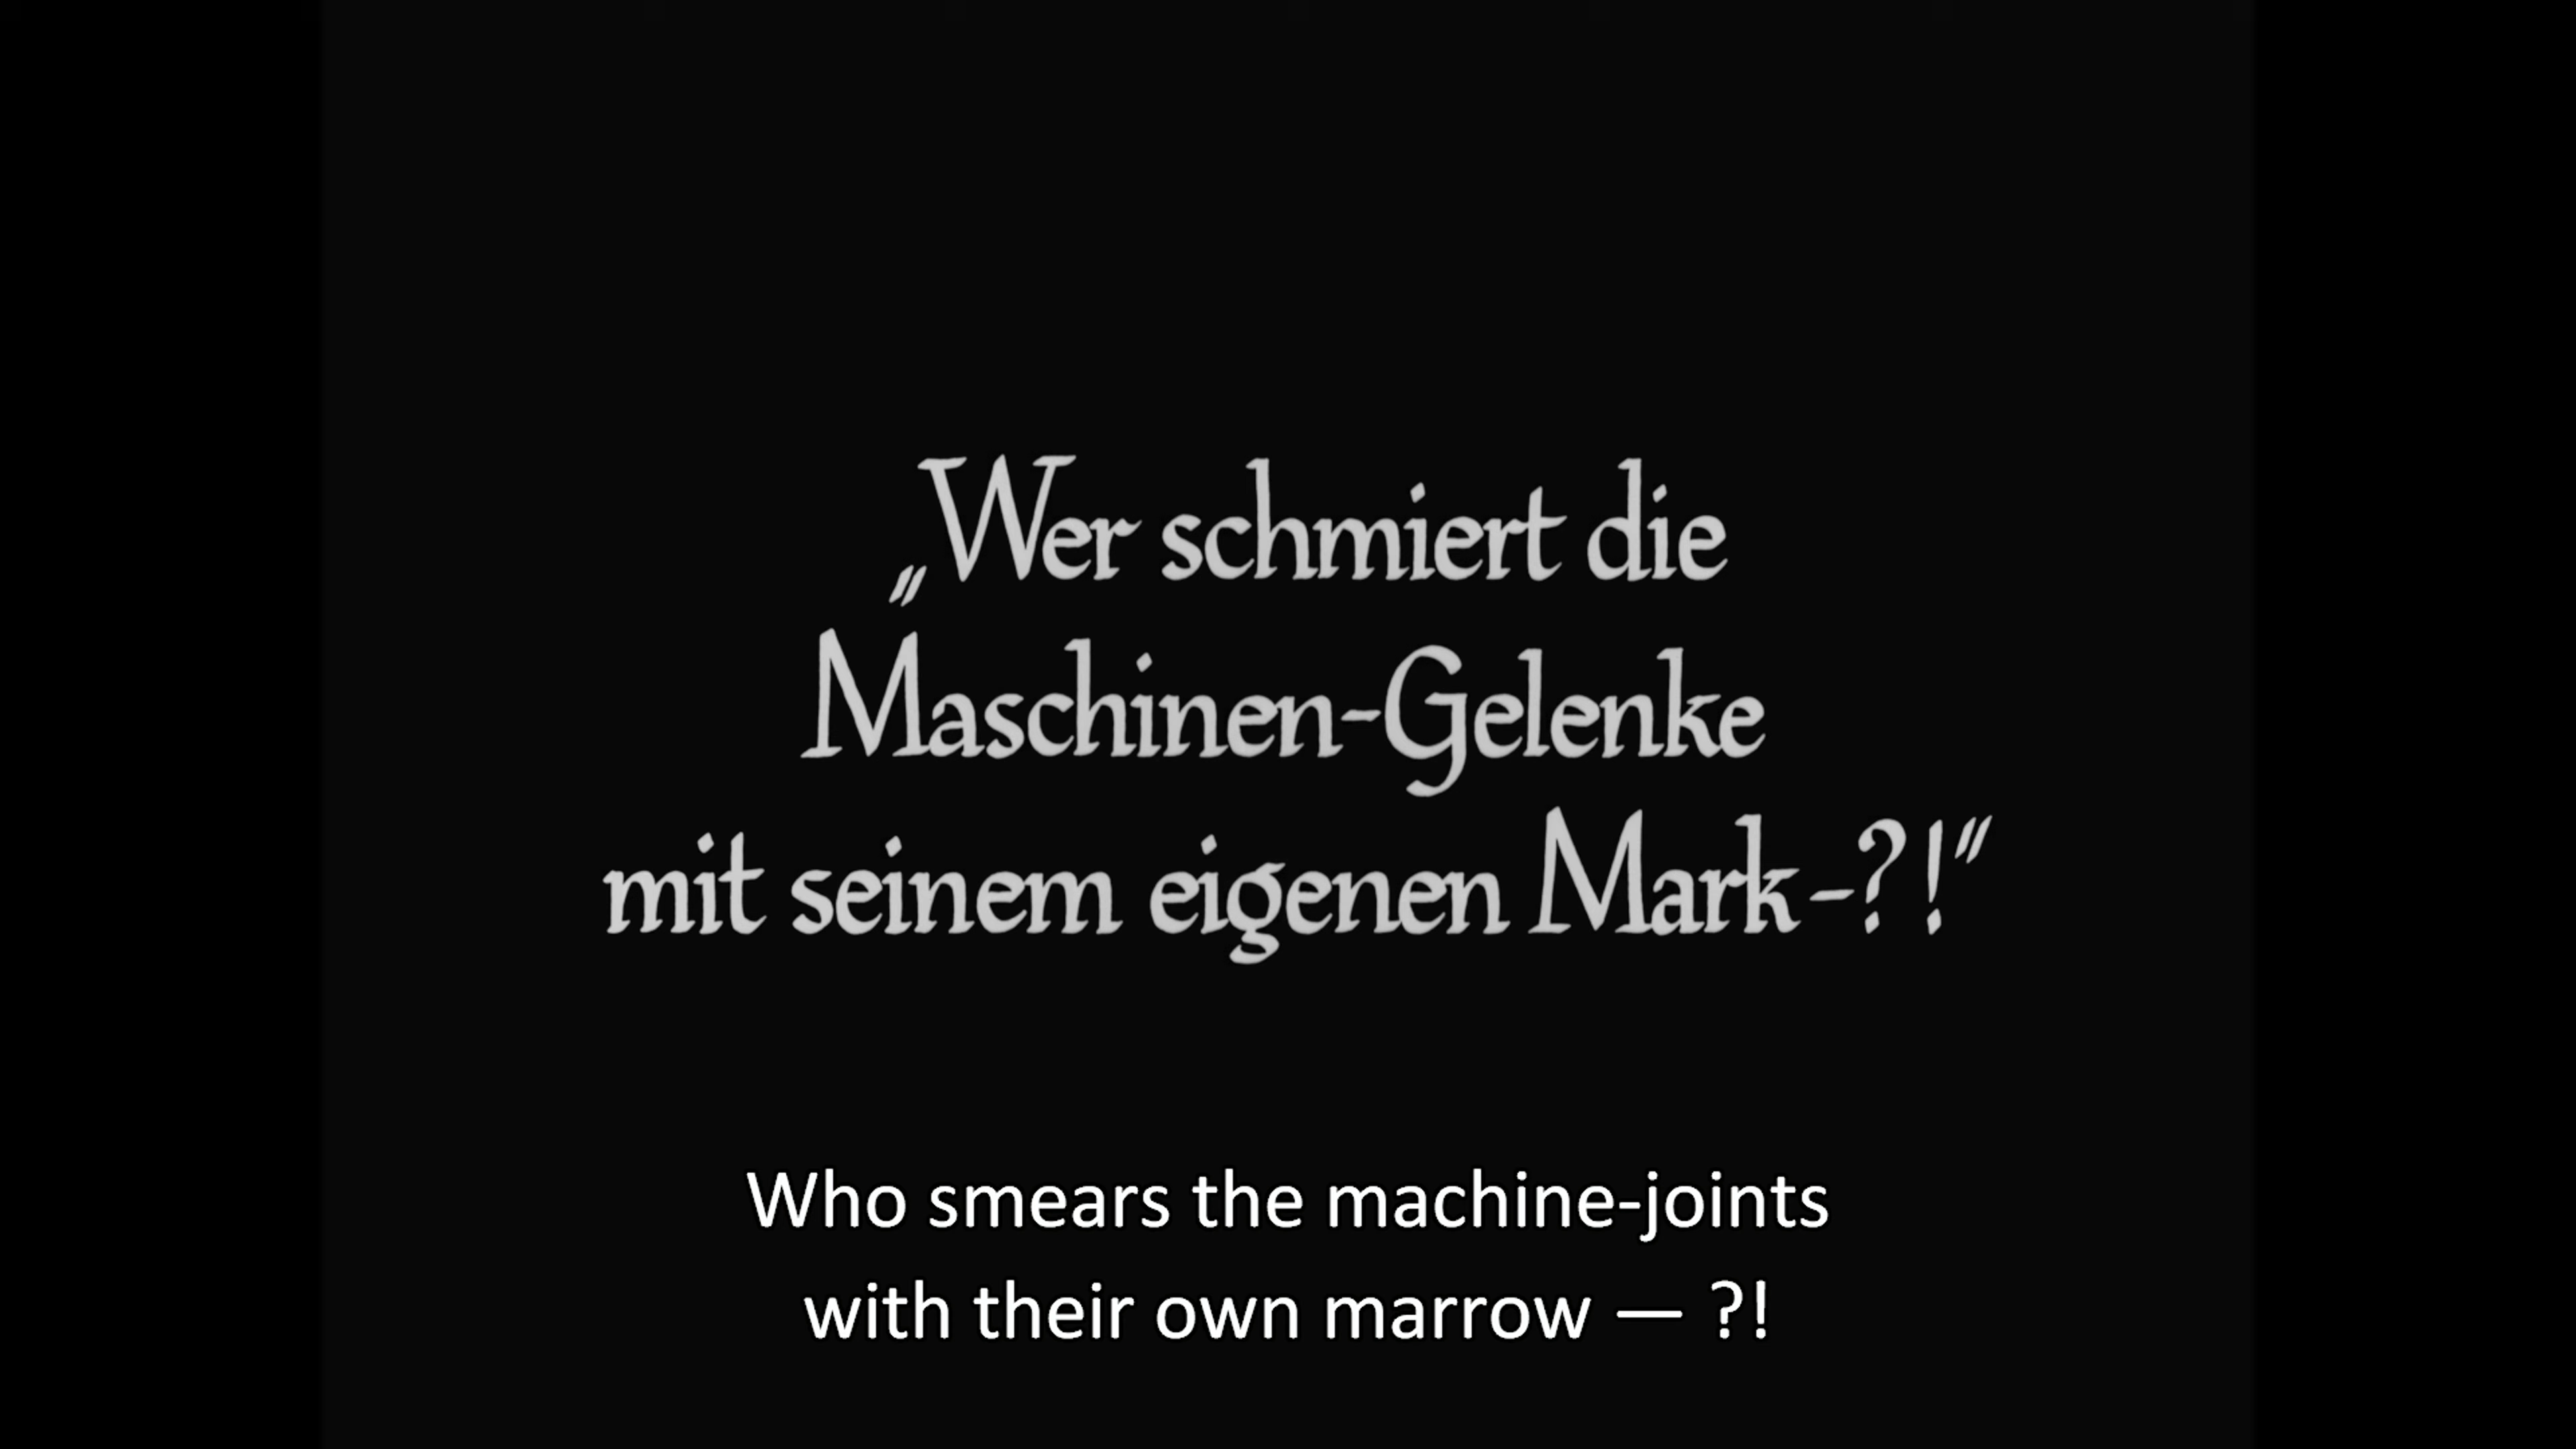 „Wer schmiert die
Maschinen-Gelenke
mit seinem eigenen Mark-?!"
Who smears the machine-joints
with their own marrow — ?!